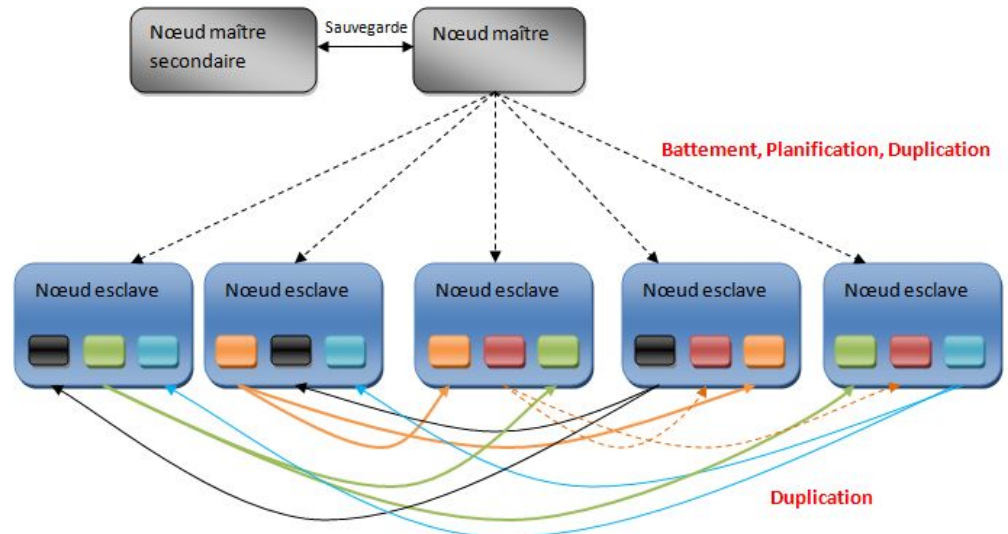 Nœud maître
secondaire
Sauvegarde
Nœud maître
Battement, Planification, Duplication
Nœud esclave
Nœud esclave
Nœud esclave
Nœud esclave
Nœud esclave
Duplication